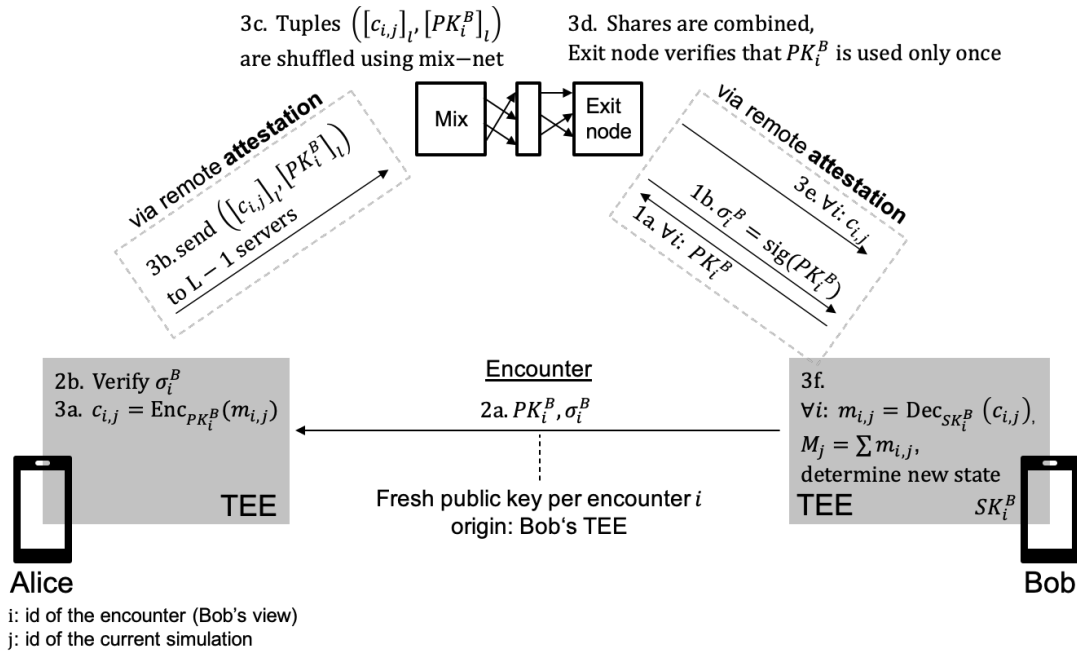 3c. Tuples ([c_{i,j}]_l, [PK_i^B]_l)
are shuffled using mix−net
3d. Shares are combined,
Exit node verifies that PK_i^B is used only once
Mix
Exit
node
via remote attestation
3b. send ([c_{i,j}]_l, [PK_i^B]_l)
to L − 1 servers
via remote attestation
3e. ∀i: c_{i,j}
1b. σ_i^B = sig(PK_i^B)
1a. ∀i: PK_i^B
2b. Verify σ_i^B
3a. c_{i,j} = Enc_{PK_i^B}(m_{i,j})
TEE
Alice
Encounter
2a. PK_i^B, σ_i^B
Fresh public key per encounter i
origin: Bob‘s TEE
3f.
∀i: m_{i,j} = Dec_{SK_i^B} (c_{i,j}),
M_j = ∑ m_{i,j},
determine new state
TEE SK_i^B
Bob
i: id of the encounter (Bob’s view)
j: id of the current simulation